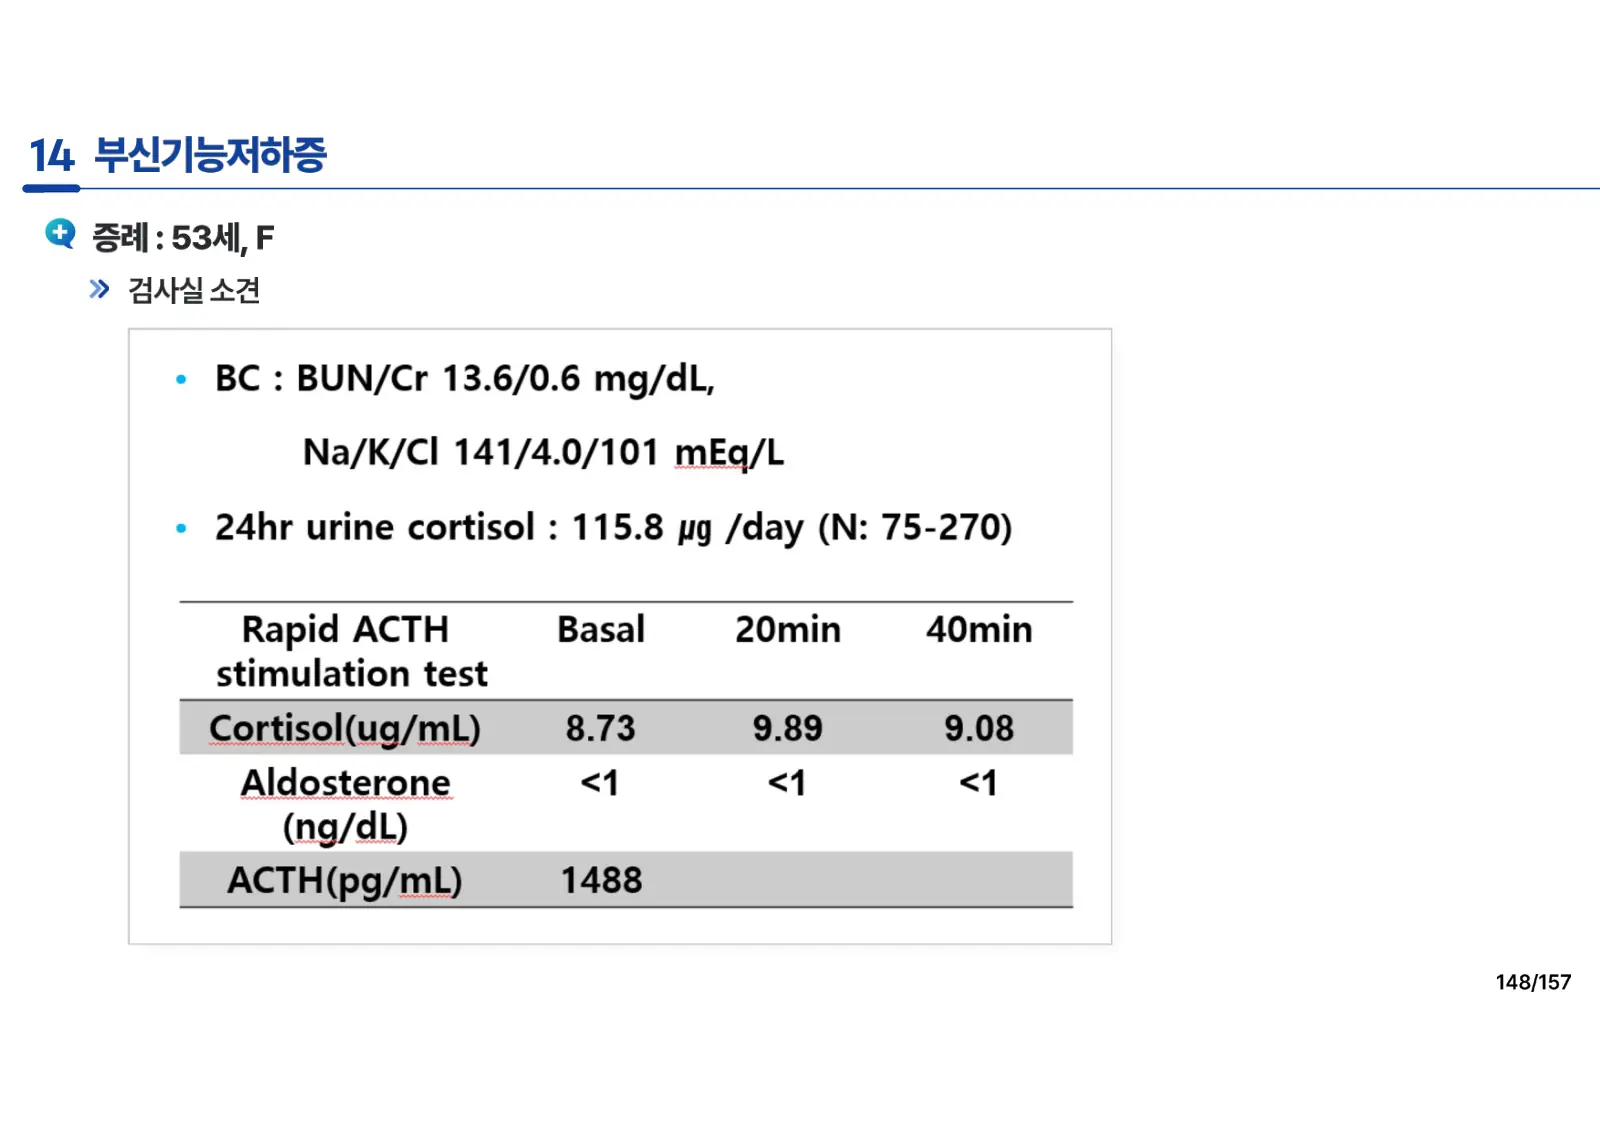 14 부신기능저하증
증례 : 53세, F
검사실 소견
• BC : BUN/Cr 13.6/0.6 mg/dL,
Na/K/Cl 141/4.0/101 mEq/L
• 24hr urine cortisol : 115.8 ㎍ /day (N: 75-270)
Rapid ACTH Basal 20min 40min
stimulation test
Cortisol(ug/mL) 8.73 9.89 9.08
Aldosterone <1 <1 <1
(ng/dL)
ACTH(pg/mL) 1488
148/157